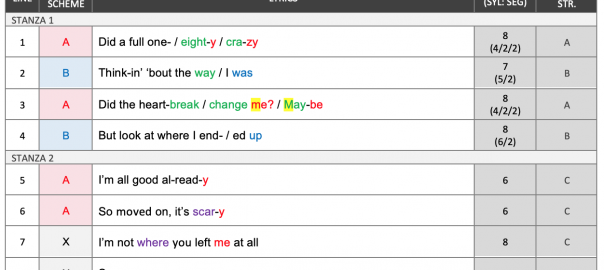 SCHEME (SYL: SEG) STR.
STANZA 1
1 A Did a full one- / eight-y / cra-zy 8 (4/2/2) A
2 B Think-in’ ‘bout the way / I was 7 (5/2) B
3 A Did the heart-break / change me? / May-be 8 (4/2/2) A
4 B But look at where I end- / ed up 8 (6/2) B
STANZA 2
5 A I’m all good al-read-y 6 C
6 A So moved on, it’s scar-y 6 C
7 X I’m not where you left me at all 8 C